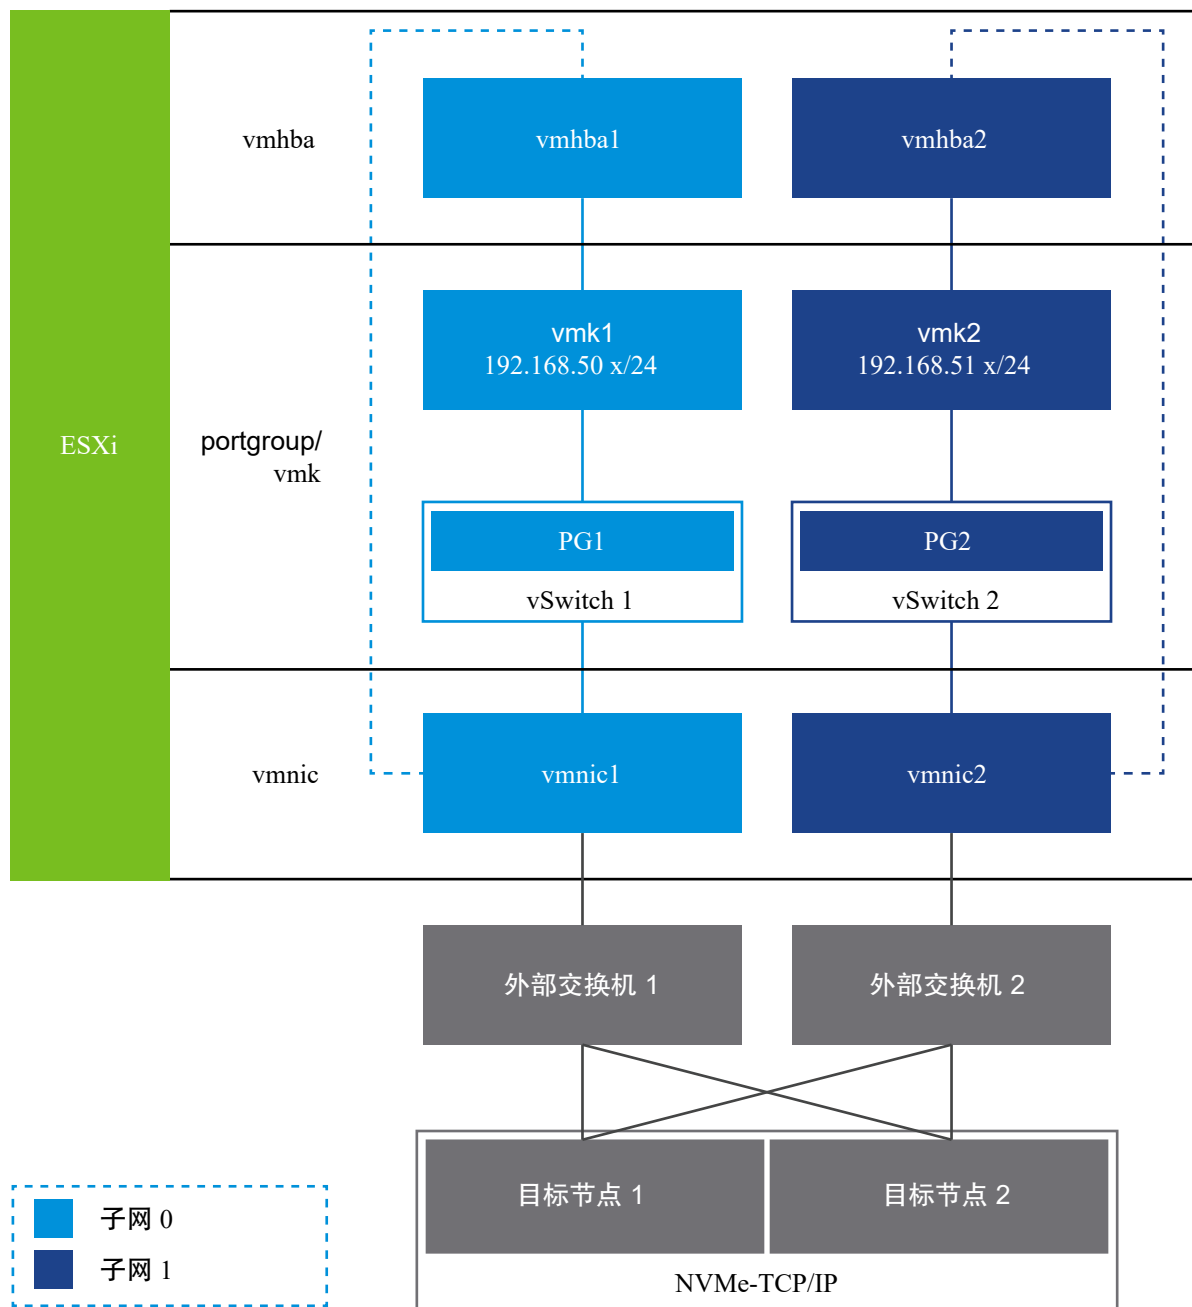 vmhba
vmhba1
vmhba2
ESXi
portgroup/
vmk
vmk1
192.168.50 x/24
vmk2
192.168.51 x/24
PG1
vSwitch 1
PG2
vSwitch 2
vmnic
vmnic1
vmnic2
外部交换机 1
外部交换机 2
目标节点 1
目标节点 2
NVMe-TCP/IP
子网 0
子网 1